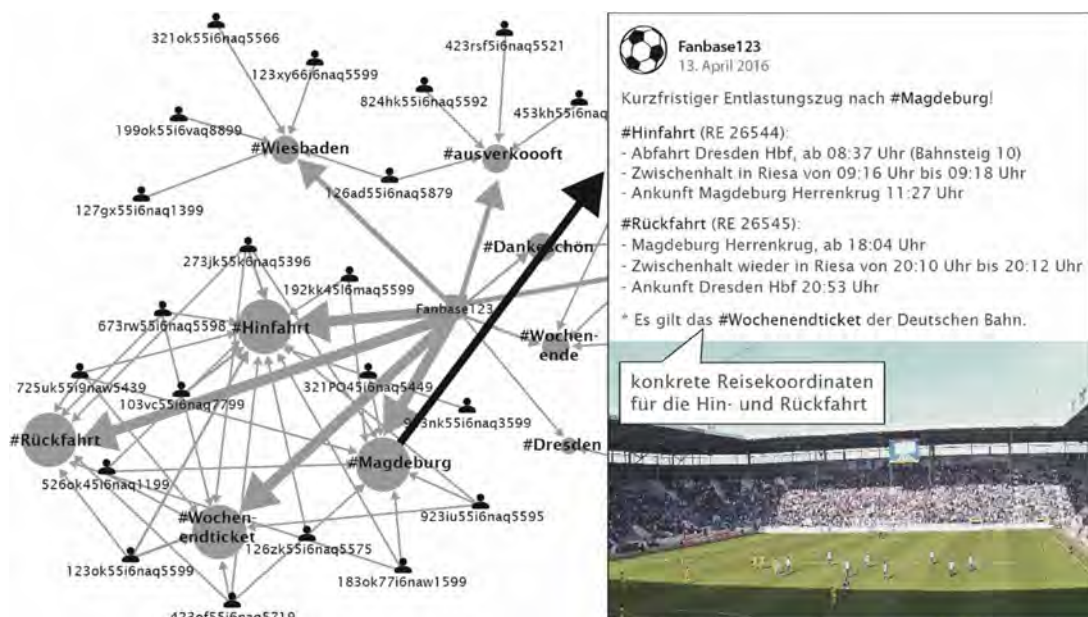 321ok55i6naq5566
423rsf5i6naq5521
123xy66i6naq5599
824hk55i6naq5592
453kh55i6naq
199ok55i6vaq8899
#Wiesbaden
#ausverkoooft
126ad55i6naq5879
127gx55i6naq1399
#Dankeschön
273jk55k6naq5396
192kk45i6maq5599
Fanbase123
673rw55i6naq5598
#Hinfahrt
#Wochen-
ende
725uk55i9naw5439
321PO45i6naq5449
103vc55i6naq7799
3nk55i6naq3599
#Rückfahrt
#Magdeburg
#Dresden
526ok45i6naq1199
#Wochen-
endticket
923iu55i6naq5595
126zk55i6naq5575
123ok55i6naq5599
183ok77i6naw1599
Fanbase123
13. April 2016
Kurzfristiger Entlastungszug nach #Magdeburg!
#Hinfahrt (RE 26544):
- Abfahrt Dresden Hbf, ab 08:37 Uhr (Bahnsteig 10)
- Zwischenhalt in Riesa von 09:16 Uhr bis 09:18 Uhr
- Ankunft Magdeburg Herrenkrug 11:27 Uhr
#Rückfahrt (RE 26545):
- Magdeburg Herrenkrug, ab 18:04 Uhr
- Zwischenhalt wieder in Riesa von 20:10 Uhr bis 20:12 Uhr
- Ankunft Dresden Hbf 20:53 Uhr
* Es gilt das #Wochenendticket der Deutschen Bahn.
konkrete Reisekoordinaten
für die Hin- und Rückfahrt